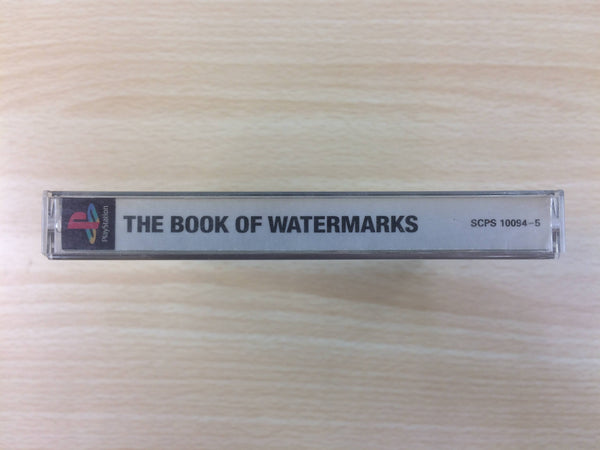 PlayStation
THE BOOK OF WATERMARKS
SCPS 10094-5